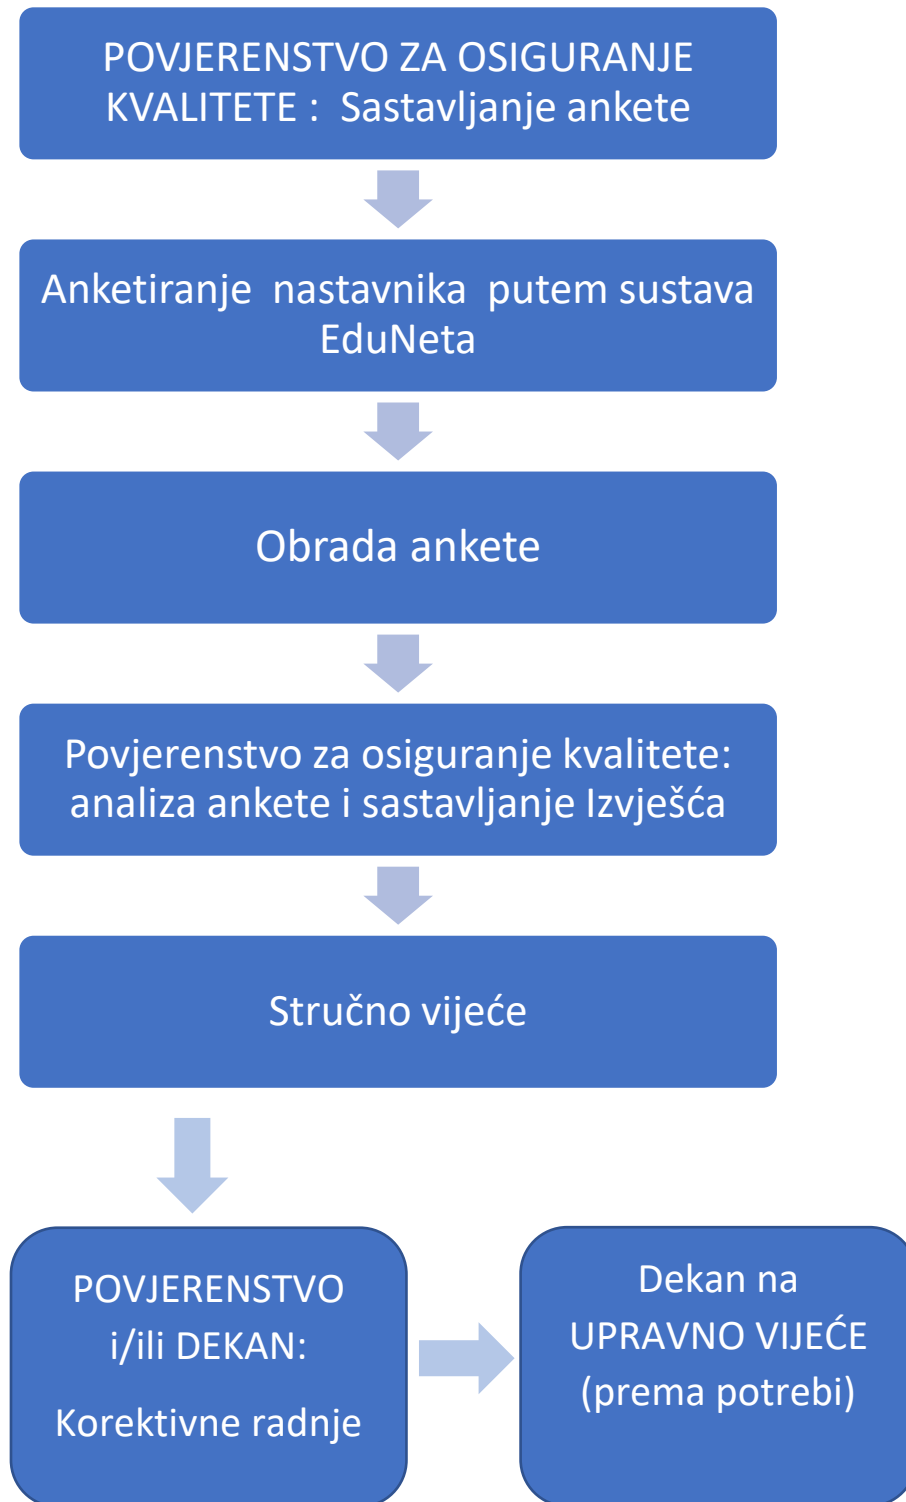 POVJERENSTVO ZA OSIGURANJE
KVALITETE : Sastavljanje ankete
Anketiranje nastavnika putem sustava
EduNeta
Obrada ankete
Povjerenstvo za osiguranje kvalitete:
analiza ankete i sastavljanje Izvješća
Stručno vijeće
POVJERENSTVO
i/ili DEKAN:
Korektivne radnje
Dekan na
UPRAVNO VIJEĆE
(prema potrebi)